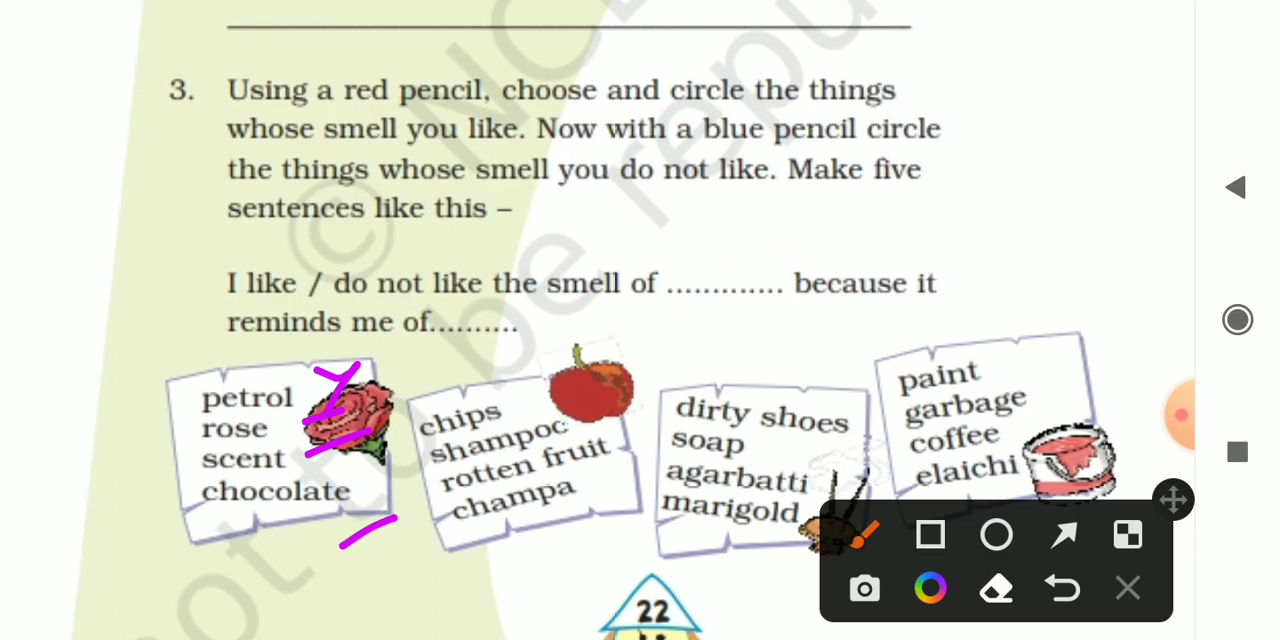 3. Using a red pencil, choose and circle the things
whose smell you like. Now with a blue pencil circle
the things whose smell you do not like. Make five
sentences like this –
I like / do not like the smell of ............. because it
reminds me of..........
petrol
rose
scent
chocolate
chips
shampoo
rotten fruit
champa
dirty shoes
soap
agarbatti
marigold
paint
garbage
coffee
elaichi
22